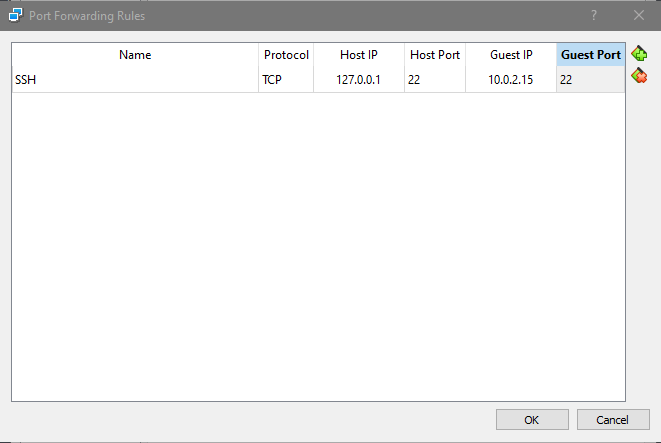 Port Forwarding Rules
Name Protocol Host IP Host Port Guest IP Guest Port
SSH TCP 127.0.0.1 22 10.0.2.15 22
OK Cancel